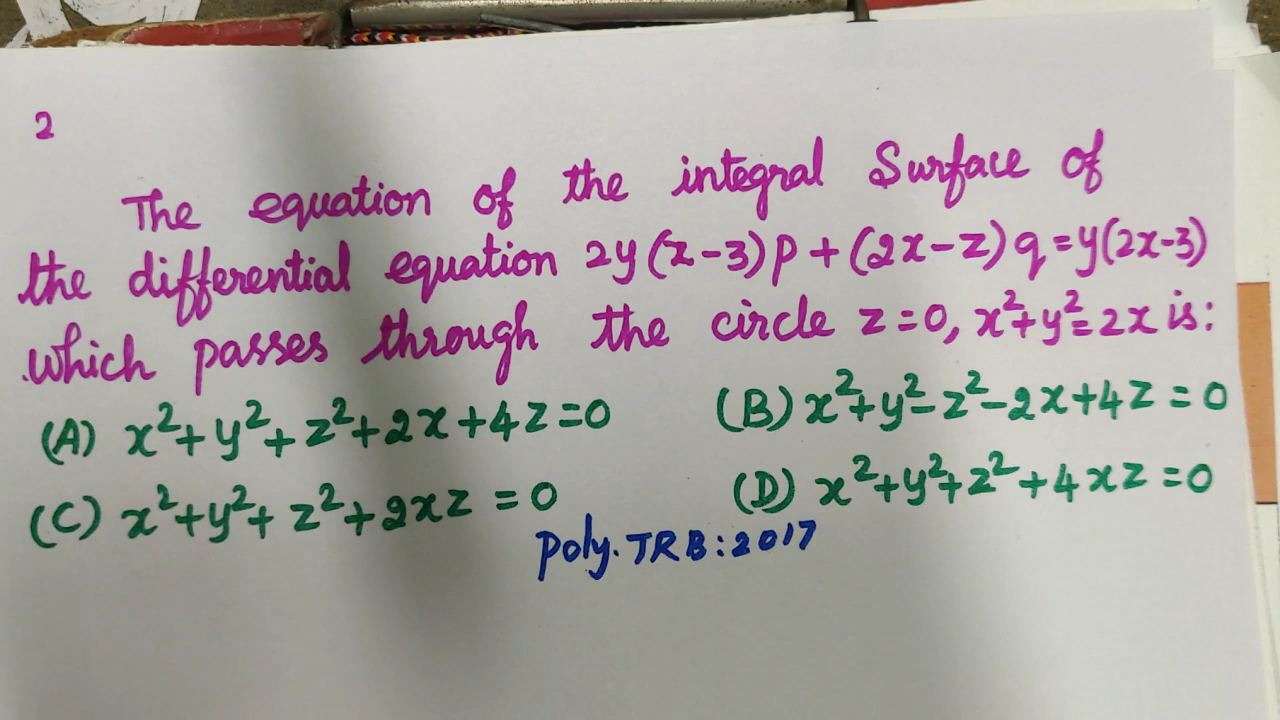 2
The equation of the integral Surface of
the differential equation 2y(z-3)p+(2x-z)q=y(2x-3)
which passes through the circle z=0, x²+y²=2x is:
(A) x²+y²+z²+2x+4z=0 (B) x²+y²-z²-2x+4z=0
(C) x²+y²+z²+2xz=0 (D) x²+y²+z²+4xz=0
Poly.TRB:2017